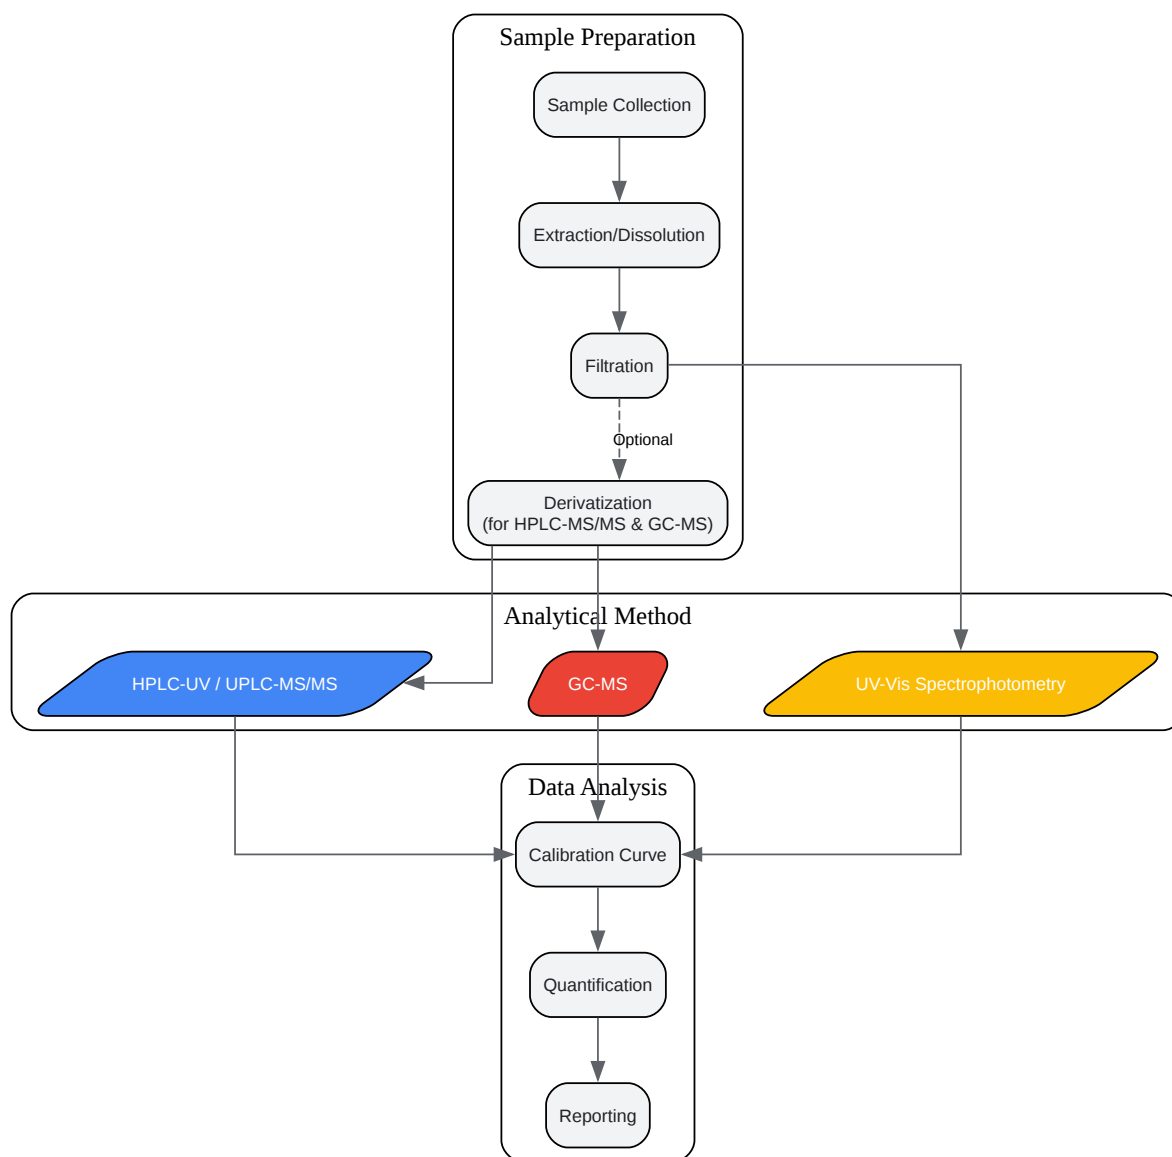 Sample Preparation
Sample Collection
Extraction/Dissolution
Filtration
Optional
Derivatization
(for HPLC-MS/MS & GC-MS)
Analytical Method
HPLC-UV / UPLC-MS/MS
GC-MS
UV-Vis Spectrophotometry
Data Analysis
Calibration Curve
Quantification
Reporting